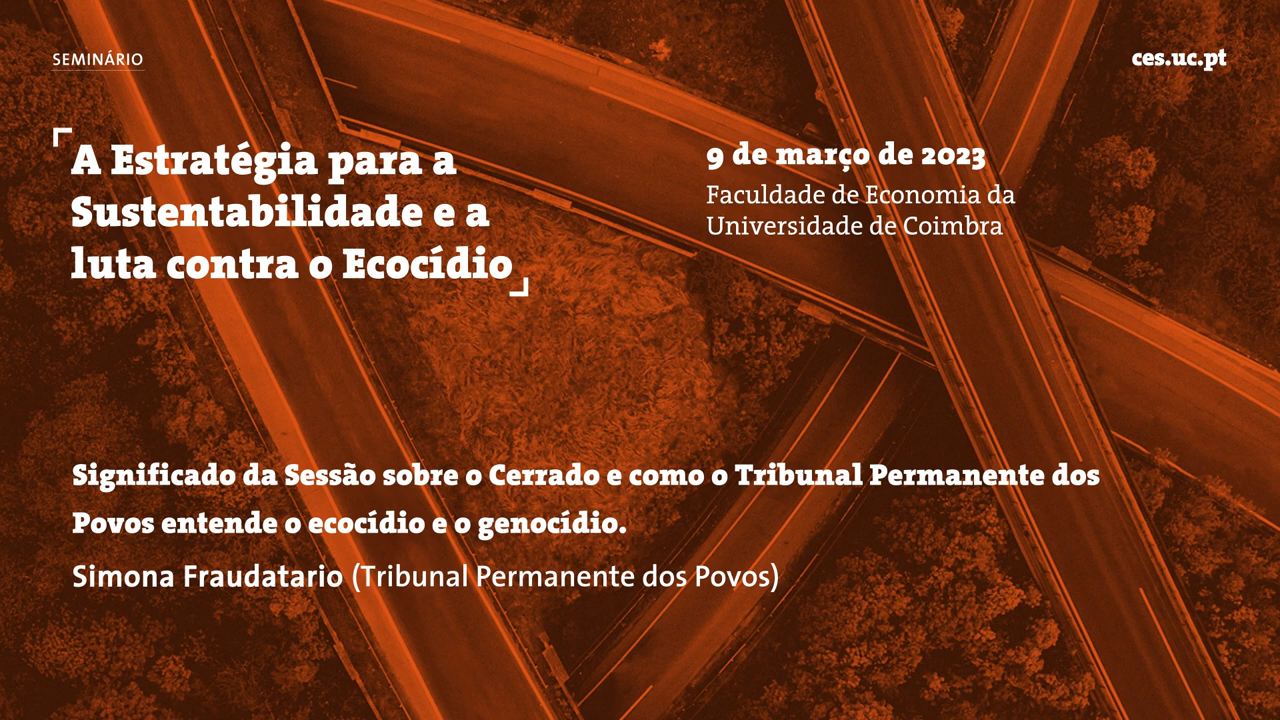 SEMINÁRIO
ces.uc.pt
A Estratégia para a
Sustentabilidade e a
luta contra o Ecocídio
9 de março de 2023
Faculdade de Economia da
Universidade de Coimbra
Significado da Sessão sobre o Cerrado e como o Tribunal Permanente dos
Povos entende o ecocídio e o genocídio.
Simona Fraudatario (Tribunal Permanente dos Povos)